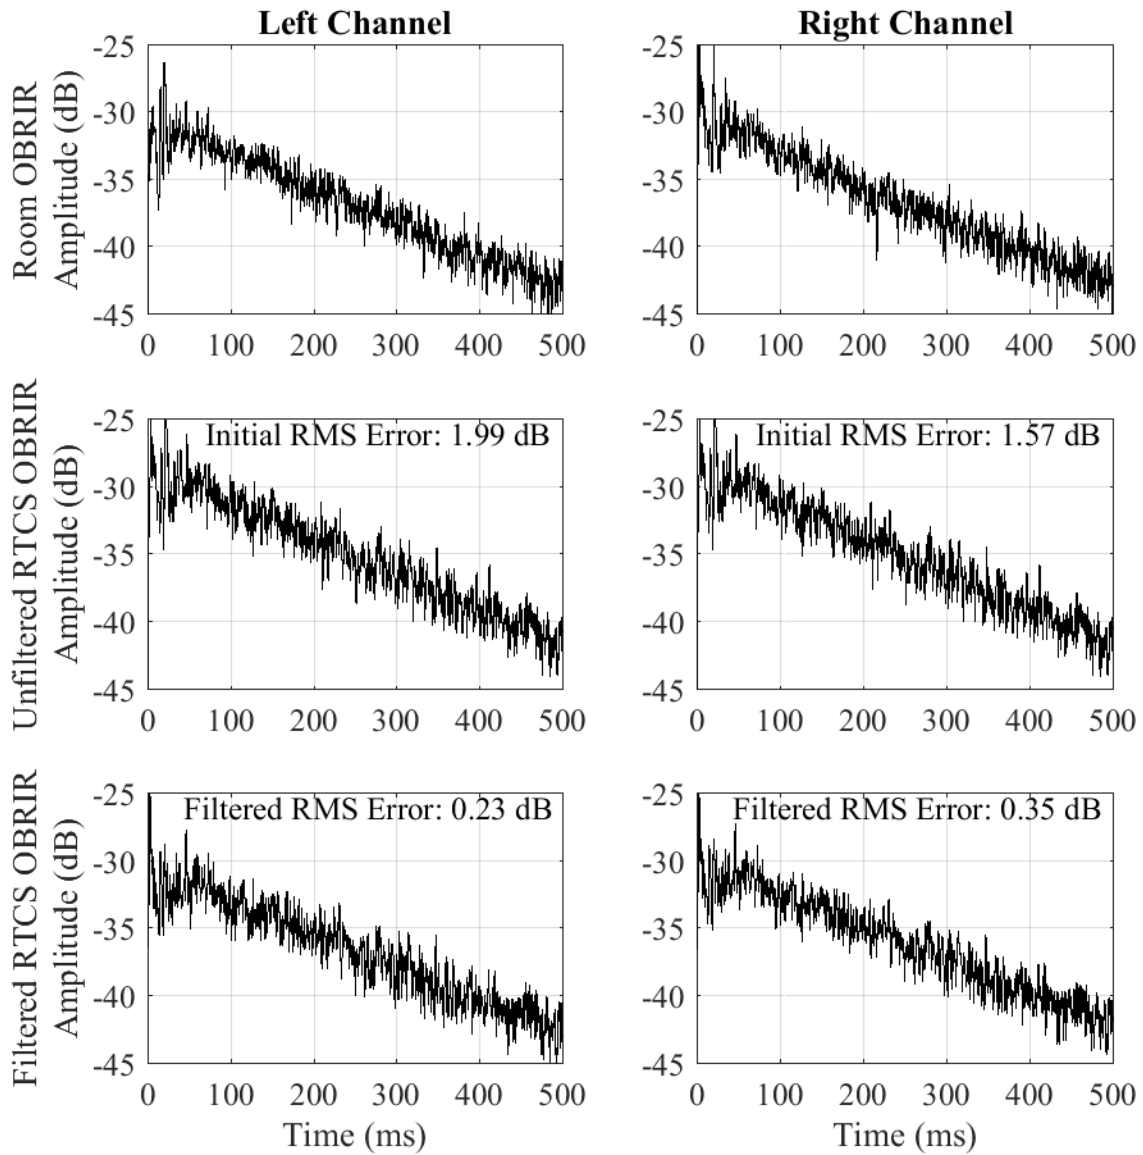 Left Channel
Right Channel
Room OBRIR
Amplitude (dB)
-25
-30
-35
-40
-45
0 100 200 300 400 500
-25
-30
-35
-40
-45
0 100 200 300 400 500
Unfiltered RTCS OBRIR
Amplitude (dB)
Initial RMS Error: 1.99 dB
-25
-30
-35
-40
-45
0 100 200 300 400 500
Initial RMS Error: 1.57 dB
-25
-30
-35
-40
-45
0 100 200 300 400 500
Filtered RTCS OBRIR
Amplitude (dB)
Filtered RMS Error: 0.23 dB
-25
-30
-35
-40
-45
0 100 200 300 400 500
Time (ms)
Filtered RMS Error: 0.35 dB
-25
-30
-35
-40
-45
0 100 200 300 400 500
Time (ms)